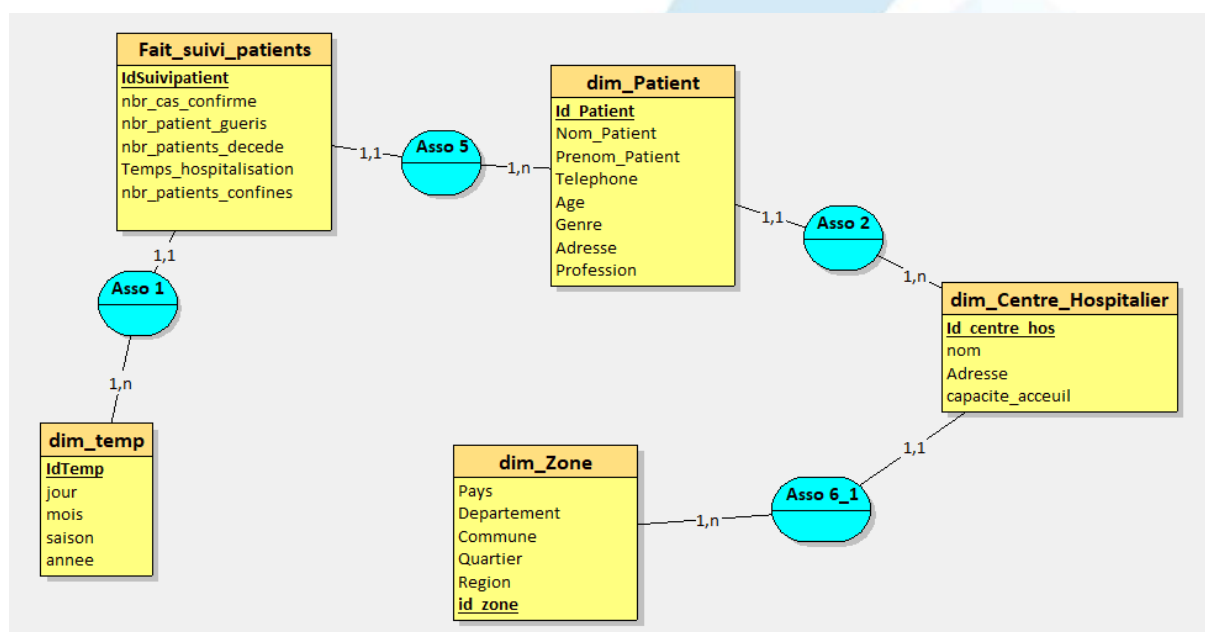 Fait_suivi_patients
IdSuivipatient
nbr_cas_confirme
nbr_patient_gueris
nbr_patients_decede
Temps_hospitalisation
nbr_patients_confines
1,1
Asso 5
1,n
dim_Patient
Id_Patient
Nom_Patient
Prenom_Patient
Telephone
Age
Genre
Adresse
Profession
1,1
Asso 2
1,n
dim_Centre_Hospitalier
Id_centre_hos
nom
Adresse
capacite_acceuil
1,1
Asso 1
1,n
dim_temp
IdTemp
jour
mois
saison
annee
dim_Zone
Pays
Departement
Commune
Quartier
Region
id_zone
1,n
Asso 6_1
1,1